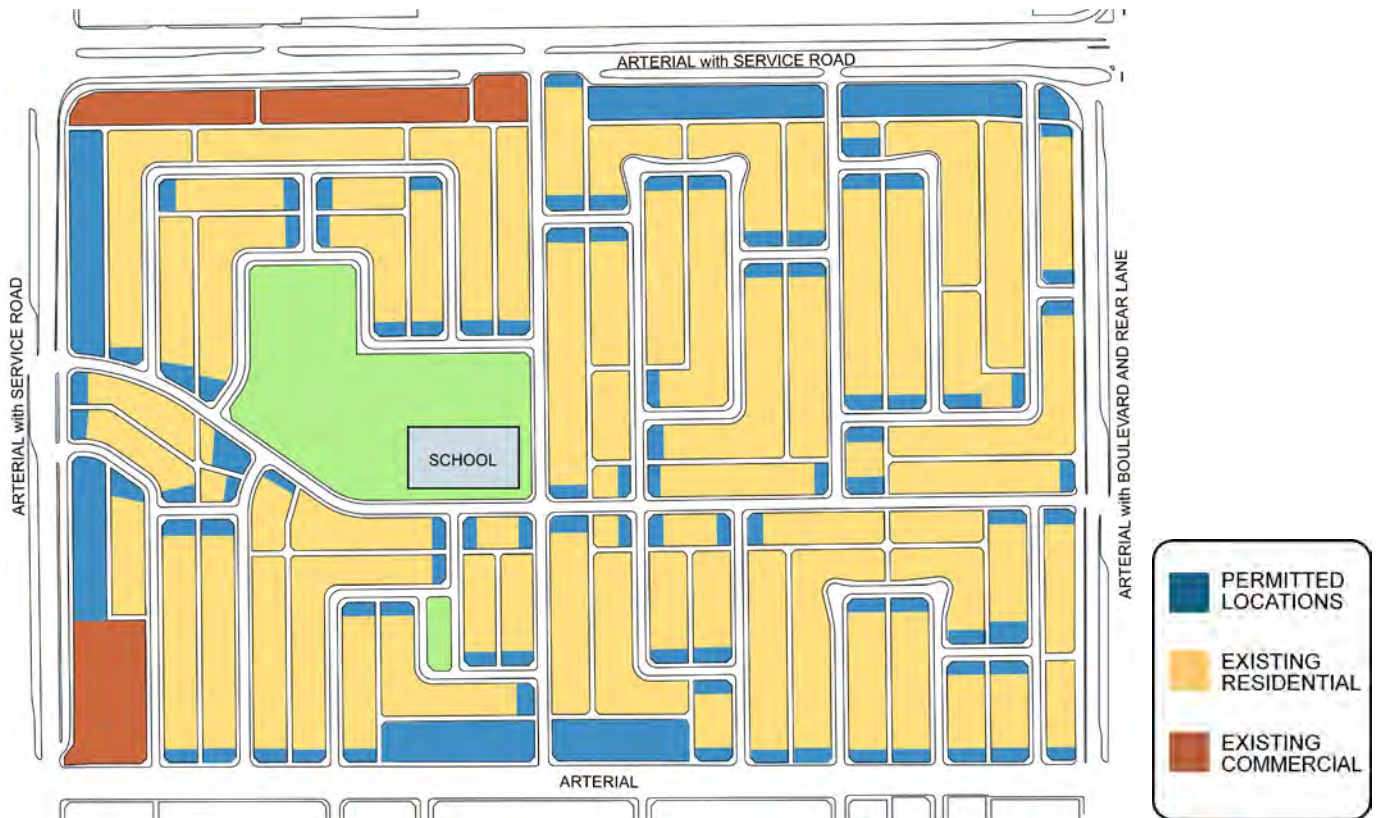 ARTERIAL with SERVICE ROAD
ARTERIAL with SERVICE ROAD
SCHOOL
ARTERIAL with BOULEVARD AND REAR LANE
ARTERIAL
PERMITTED
LOCATIONS
EXISTING
RESIDENTIAL
EXISTING
COMMERCIAL